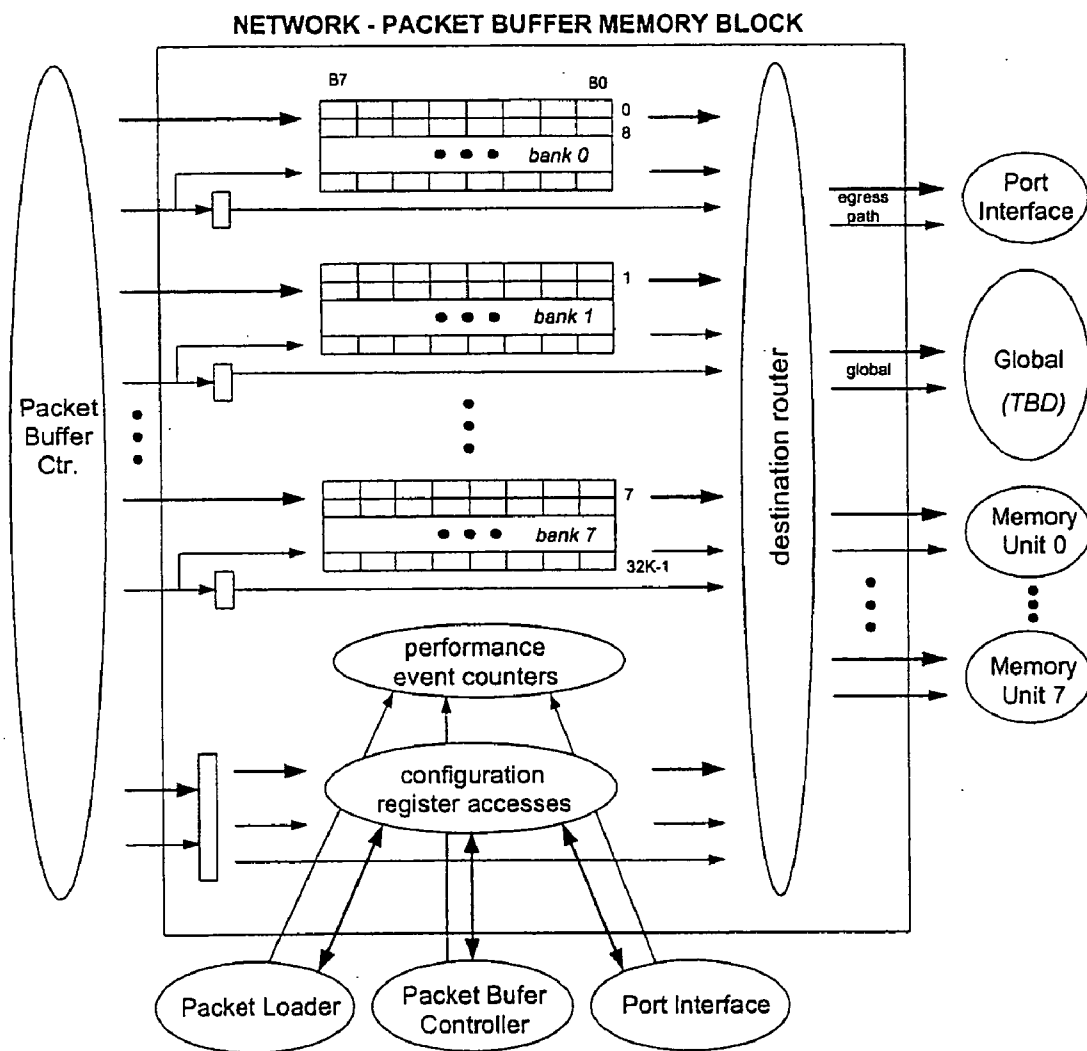 NETWORK - PACKET BUFFER MEMORY BLOCK
B7
B0
0
8
bank 0
1
bank 1
7
bank 7
32K-1
Packet
Buffer
Ctr.
destination router
egress
path
global
Port
Interface
Global
(TBD)
Memory
Unit 0
Memory
Unit 7
performance
event counters
configuration
register accesses
Packet Loader
Packet Bufer
Controller
Port Interface